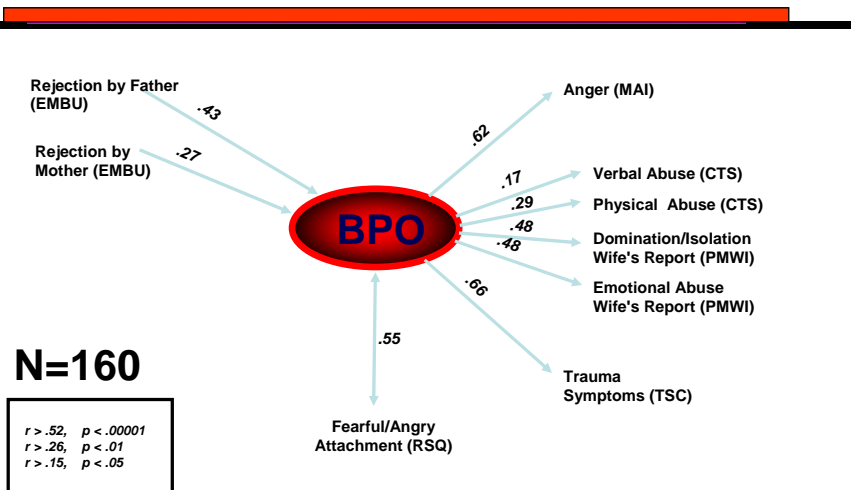 Rejection by Father
(EMBU)
.43
Rejection by
Mother (EMBU)
.27
BPO
.62
Anger (MAI)
.17
Verbal Abuse (CTS)
.29
Physical Abuse (CTS)
.48
Domination/Isolation
Wife's Report (PMWI)
.48
Emotional Abuse
Wife's Report (PMWI)
.66
Trauma
Symptoms (TSC)
.55
Fearful/Angry
Attachment (RSQ)
N=160
r > .52, p < .00001
r > .26, p < .01
r > .15, p < .05